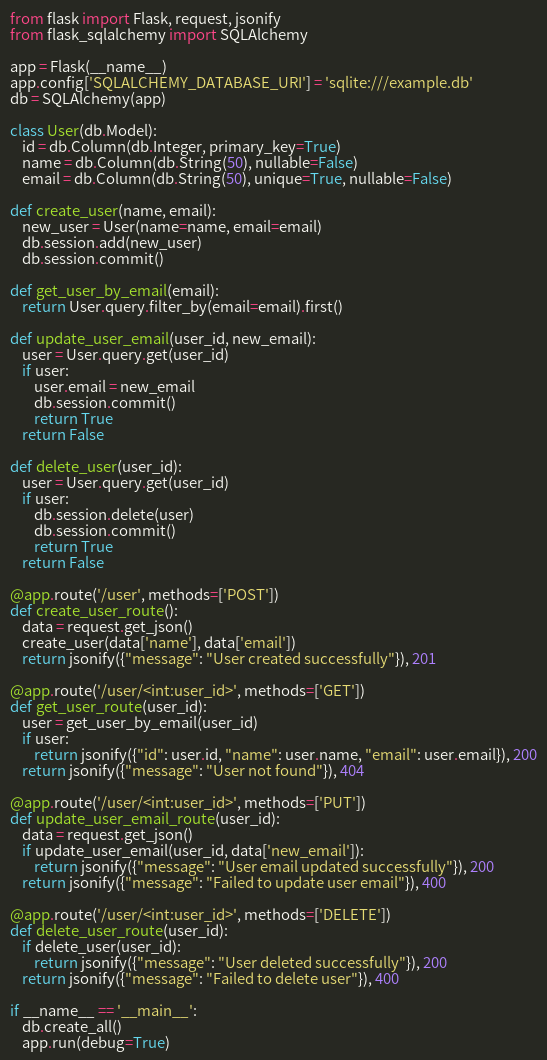 from flask import Flask, request, jsonify
from flask_sqlalchemy import SQLAlchemy

app = Flask(__name__)
app.config['SQLALCHEMY_DATABASE_URI'] = 'sqlite:///example.db'
db = SQLAlchemy(app)

class User(db.Model):
    id = db.Column(db.Integer, primary_key=True)
    name = db.Column(db.String(50), nullable=False)
    email = db.Column(db.String(50), unique=True, nullable=False)

def create_user(name, email):
    new_user = User(name=name, email=email)
    db.session.add(new_user)
    db.session.commit()

def get_user_by_email(email):
    return User.query.filter_by(email=email).first()

def update_user_email(user_id, new_email):
    user = User.query.get(user_id)
    if user:
        user.email = new_email
        db.session.commit()
        return True
    return False

def delete_user(user_id):
    user = User.query.get(user_id)
    if user:
        db.session.delete(user)
        db.session.commit()
        return True
    return False

@app.route('/user', methods=['POST'])
def create_user_route():
    data = request.get_json()
    create_user(data['name'], data['email'])
    return jsonify({"message": "User created successfully"}), 201

@app.route('/user/<int:user_id>', methods=['GET'])
def get_user_route(user_id):
    user = get_user_by_email(user_id)
    if user:
        return jsonify({"id": user.id, "name": user.name, "email": user.email}), 200
    return jsonify({"message": "User not found"}), 404

@app.route('/user/<int:user_id>', methods=['PUT'])
def update_user_email_route(user_id):
    data = request.get_json()
    if update_user_email(user_id, data['new_email']):
        return jsonify({"message": "User email updated successfully"}), 200
    return jsonify({"message": "Failed to update user email"}), 400

@app.route('/user/<int:user_id>', methods=['DELETE'])
def delete_user_route(user_id):
    if delete_user(user_id):
        return jsonify({"message": "User deleted successfully"}), 200
    return jsonify({"message": "Failed to delete user"}), 400

if __name__ == '__main__':
    db.create_all()
    app.run(debug=True)